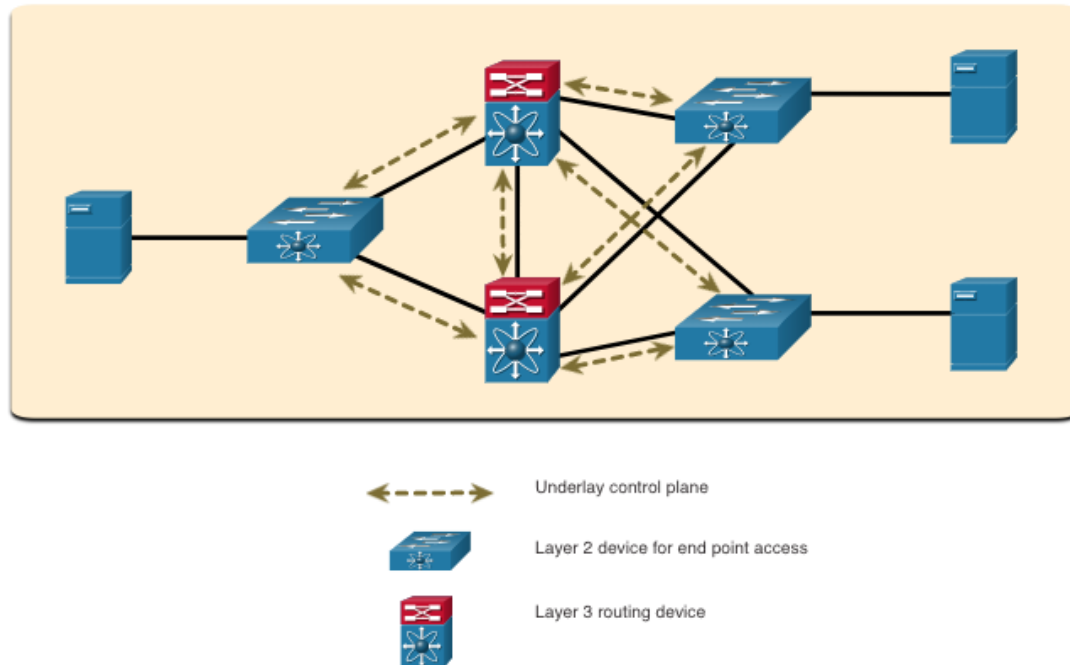 Underlay control plane
Layer 2 device for end point access
Layer 3 routing device